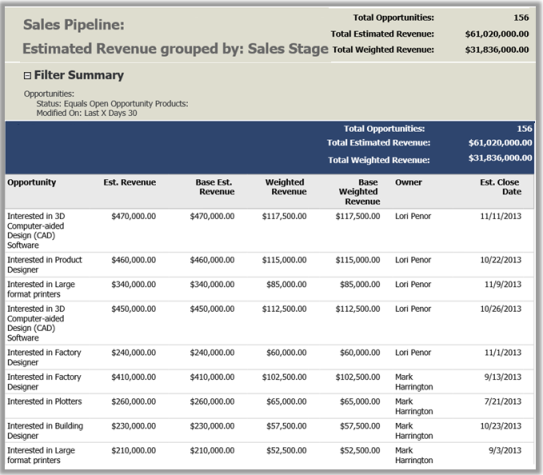 Sales Pipeline:
Estimated Revenue grouped by: Sales Stage
Total Opportunities: 156
Total Estimated Revenue: $61,020,000.00
Total Weighted Revenue: $31,836,000.00
Filter Summary
Opportunities:
Status: Equals Open Opportunity Products:
Modified On: Last X Days 30
Total Opportunities: 156
Total Estimated Revenue: $61,020,000.00
Total Weighted Revenue: $31,836,000.00
Opportunity Est. Revenue Base Est. Weighted Base Owner Est. Close
Revenue Revenue Weighted Date
Revenue
Interested in 3D $470,000.00 $470,000.00 $117,500.00 $117,500.00 Lori Penor 11/11/2013
Computer-aided
Design (CAD)
Software
Interested in Product $460,000.00 $460,000.00 $115,000.00 $115,000.00 Lori Penor 10/22/2013
Designer
Interested in Large $340,000.00 $340,000.00 $85,000.00 $85,000.00 Lori Penor 11/9/2013
format printers
Interested in 3D $450,000.00 $450,000.00 $112,500.00 $112,500.00 Lori Penor 10/26/2013
Computer-aided
Design (CAD)
Software
Interested in Factory $240,000.00 $240,000.00 $60,000.00 $60,000.00 Lori Penor 11/1/2013
Designer
Interested in Factory $410,000.00 $410,000.00 $102,500.00 $102,500.00 Mark 9/13/2013
Designer Harrington
Interested in Plotters $260,000.00 $260,000.00 $65,000.00 $65,000.00 Mark 7/21/2013
Harrington
Interested in Building $230,000.00 $230,000.00 $57,500.00 $57,500.00 Mark 10/23/2013
Designer Harrington
Interested in Large $210,000.00 $210,000.00 $52,500.00 $52,500.00 Mark 9/3/2013
format printers Harrington